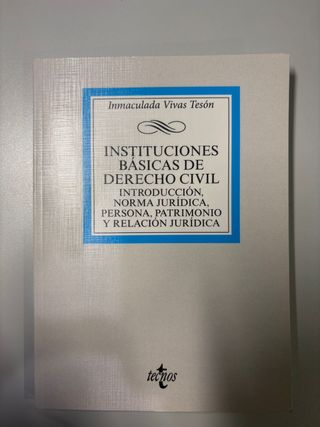 Inmaculada Vivas Tesón
INSTITUCIONES
BÁSICAS DE
DERECHO CIVIL
INTRODUCCIÓN,
NORMA JURÍDICA,
PERSONA, PATRIMONIO
Y RELACIÓN JURÍDICA
tecnos